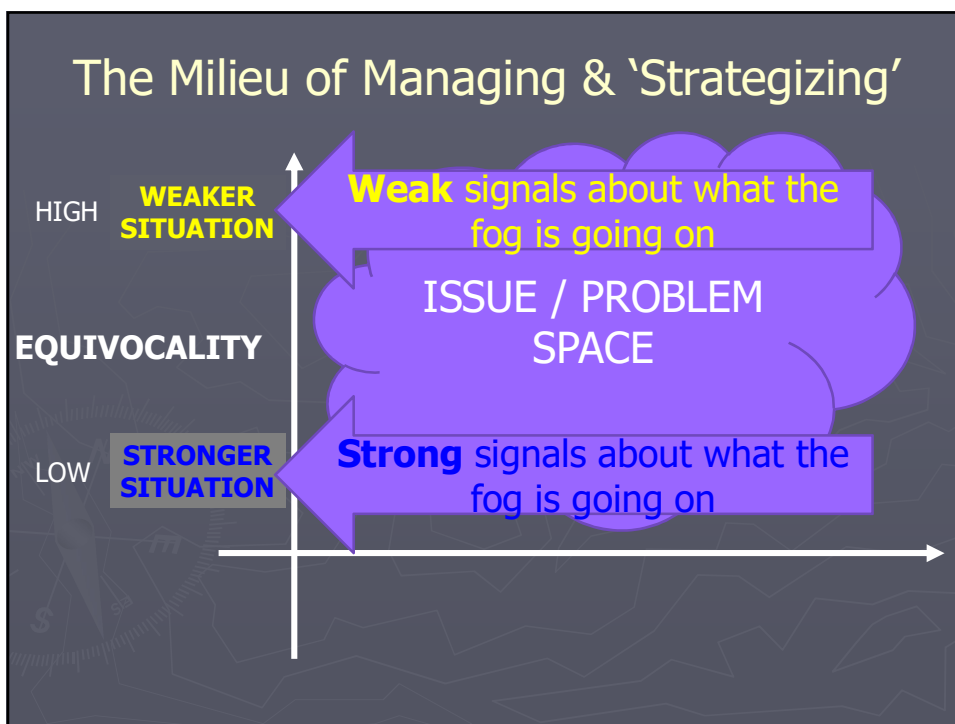 The Milieu of Managing & ‘Strategizing’
HIGH
WEAKER
SITUATION
Weak signals about what the
fog is going on
ISSUE / PROBLEM
SPACE
EQUIVOCALITY
LOW
STRONGER
SITUATION
Strong signals about what the
fog is going on
E
S